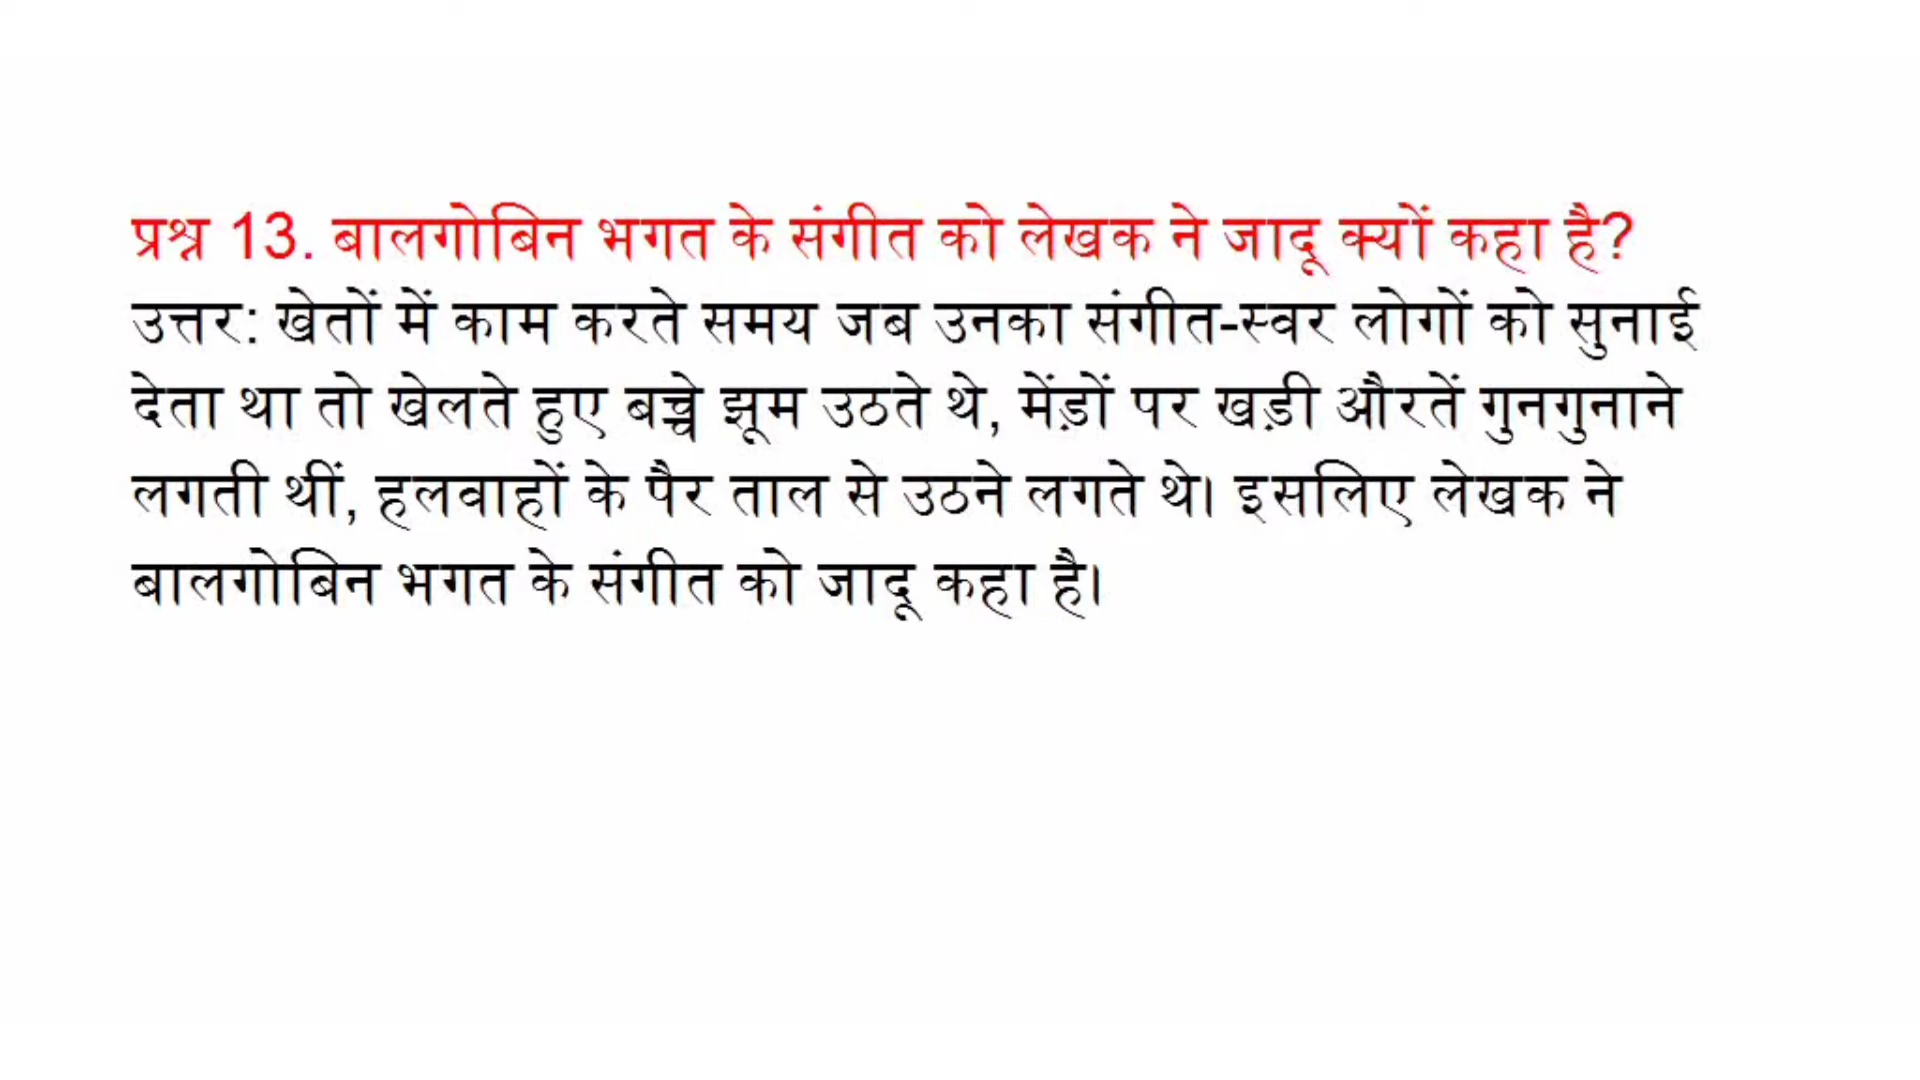 प्रश्न 13. बालगोबिन भगत के संगीत को लेखक ने जादू क्यों कहा है?
उत्तर: खेतों में काम करते समय जब उनका संगीत-स्वर लोगों को सुनाई
देता था तो खेलते हुए बच्चे झूम उठते थे, मेंड़ों पर खड़ी औरतें गुनगुनाने
लगती थीं, हलवाहों के पैर ताल से उठने लगते थे। इसलिए लेखक ने
बालगोबिन भगत के संगीत को जादू कहा है।